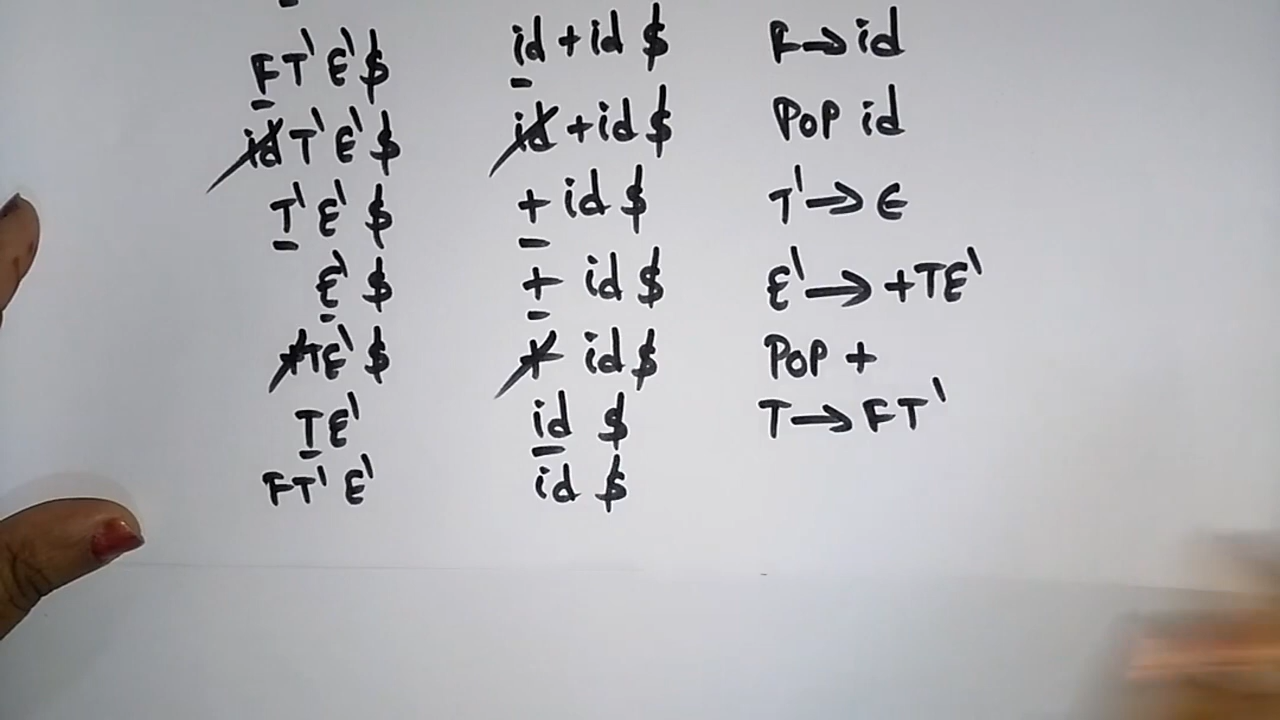 FT'E'$ id+id$ F→id
idT'E'$ id+id$ POP id
T'E'$ +id$ T'→ε
E'$ + id$ E'→+TE'
+TE'$ + id$ POP +
TE' id $ T→FT'
FT'E' id $